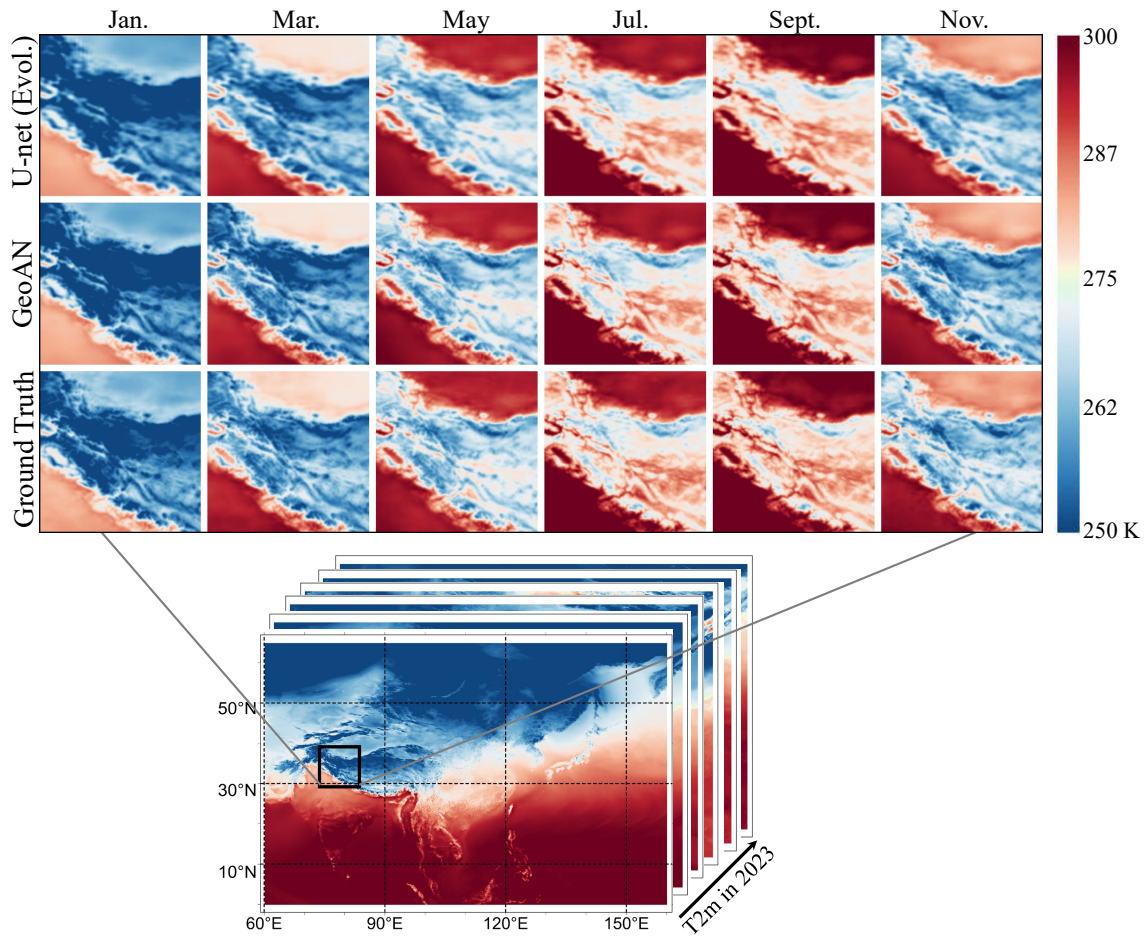 Jan. Mar. May Jul. Sept. Nov.
U-net (Evol.)
GeoAN
Ground Truth
300
287
275
262
250 K
50°N
30°N
10°N
60°E 90°E 120°E 150°E
T2m in 2023